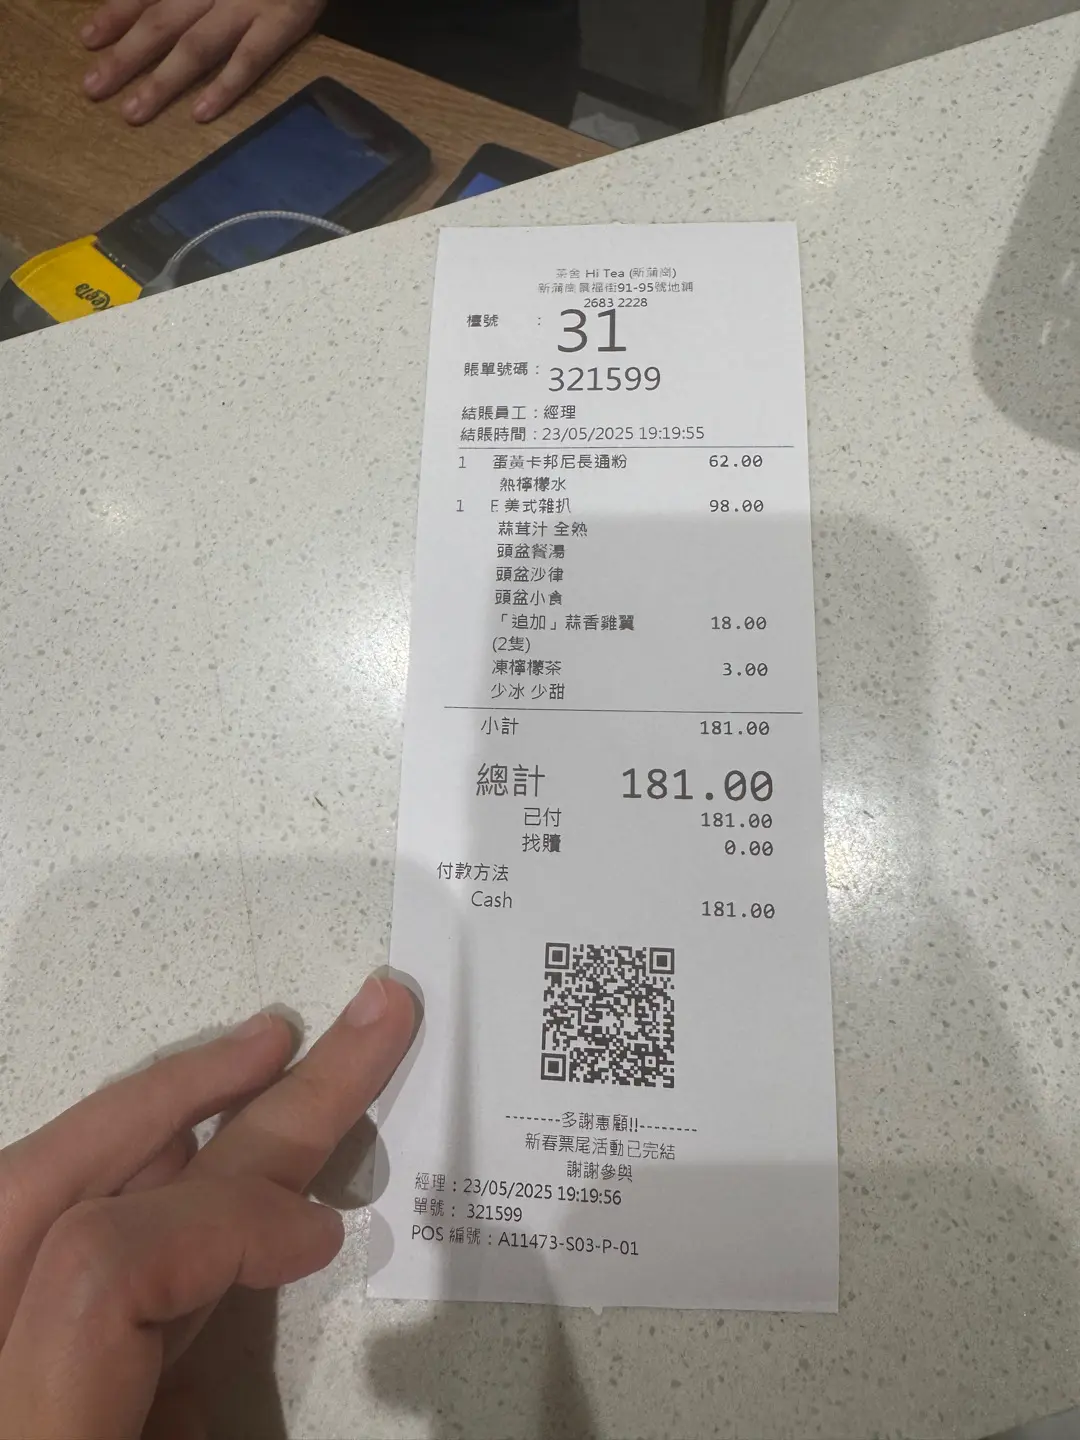 KeeTa
茶舍 Hi Tea (新蒲崗)
新蒲崗景福街91-95號地鋪
2683 2228
檯號 : 31
賬單號碼 : 321599
結賬員工 : 經理
結賬時間 : 23/05/2025 19:19:55
1 蛋黃卡邦尼長通粉 62.00
熱檸檬水
1 F 美式雜扒 98.00
蒜茸汁 全熟
頭盆餐湯
頭盆沙律
頭盆小食
「追加」蒜香雞翼 18.00
(2隻)
凍檸檬茶 3.00
少冰 少甜
小計 181.00
總計 181.00
已付 181.00
找贖 0.00
付款方法
Cash 181.00
--------多謝惠顧!!--------
新春票尾活動已完結
謝謝參與
經理 : 23/05/2025 19:19:56
單號 : 321599
POS 編號 : A11473-S03-P-01